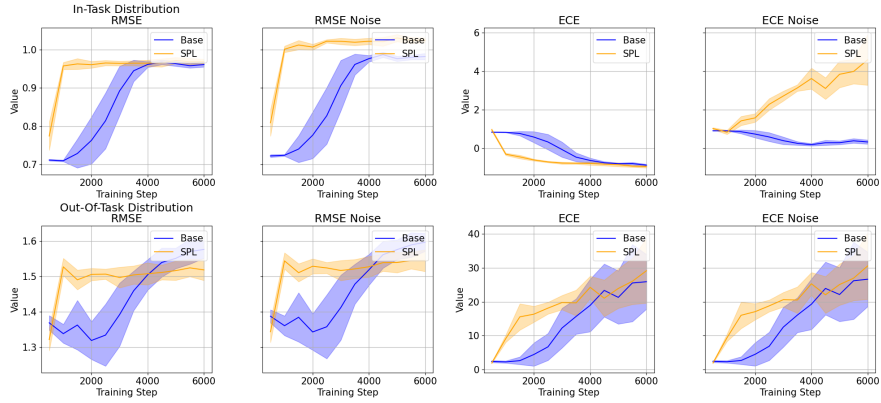 In-Task Distribution
RMSE
RMSE Noise
ECE
ECE Noise
Base
SPL
Base
SPL
Base
SPL
Base
SPL
Value
1.0
0.9
0.8
0.7
2000 4000 6000
Training Step
2000 4000 6000
Training Step
Value
6
4
2
0
2000 4000 6000
Training Step
2000 4000 6000
Training Step
Out-Of-Task Distribution
RMSE
RMSE Noise
ECE
ECE Noise
Base
SPL
Base
SPL
Base
SPL
Base
SPL
Value
1.6
1.5
1.4
1.3
2000 4000 6000
Training Step
2000 4000 6000
Training Step
Value
40
30
20
10
0
2000 4000 6000
Training Step
2000 4000 6000
Training Step